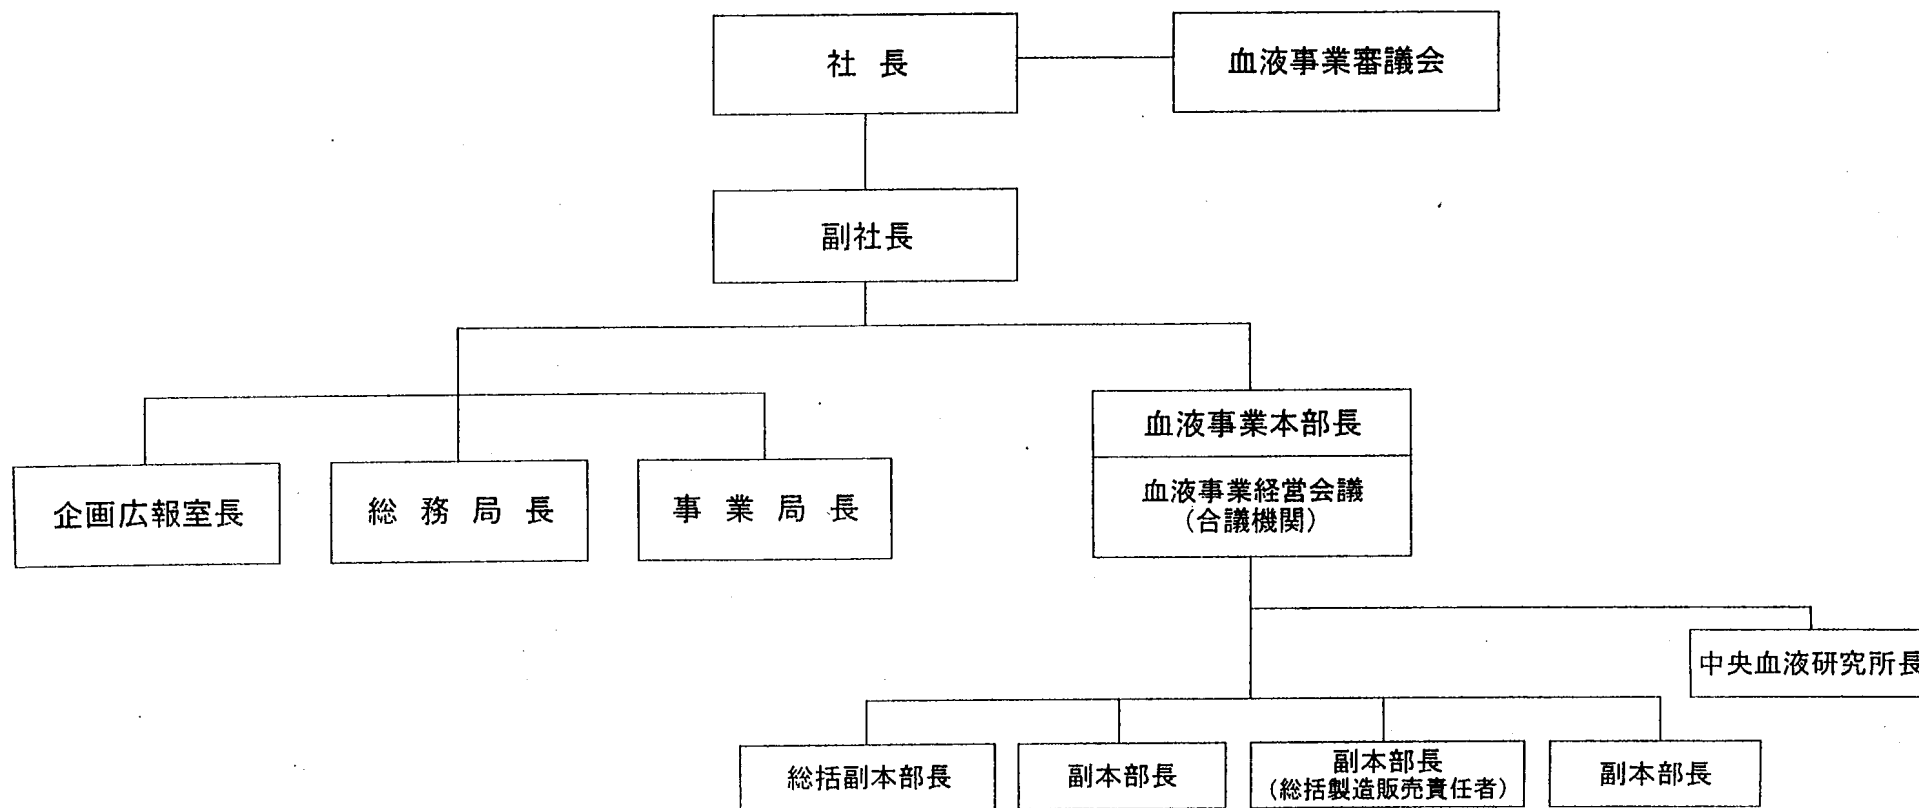 社長
血液事業審議会
副社長
血液事業本部長
血液事業経営会議
（合議機関）
企画広報室長
総務局長
事業局長
中央血液研究所長
総括副本部長
副本部長
副本部長
（総括製造販売責任者）
副本部長